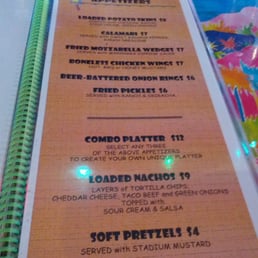 APPETIZERS
LOADED POTATO SKINS $8
CALAMARI $7
FRIED MOZZARELLA WEDGES $7
BONELESS CHICKEN WINGS $7
BEER-BATTERED ONION RINGS $6
FRIED PICKLES $6
SERVED with RANCH & SRIRACHA
COMBO PLATTER $12
SELECT ANY THREE
OF THE ABOVE APPETIZERS
TO CREATE YOUR OWN UNIQUE PLATTER
LOADED NACHOS $9
LAYERS of TORTILLA CHIPS,
CHEDDAR CHEESE, TACO BEEF and GREEN ONIONS
TOPPED with
SOUR CREAM & SALSA
SOFT PRETZELS $4
SERVED with STADIUM MUSTARD